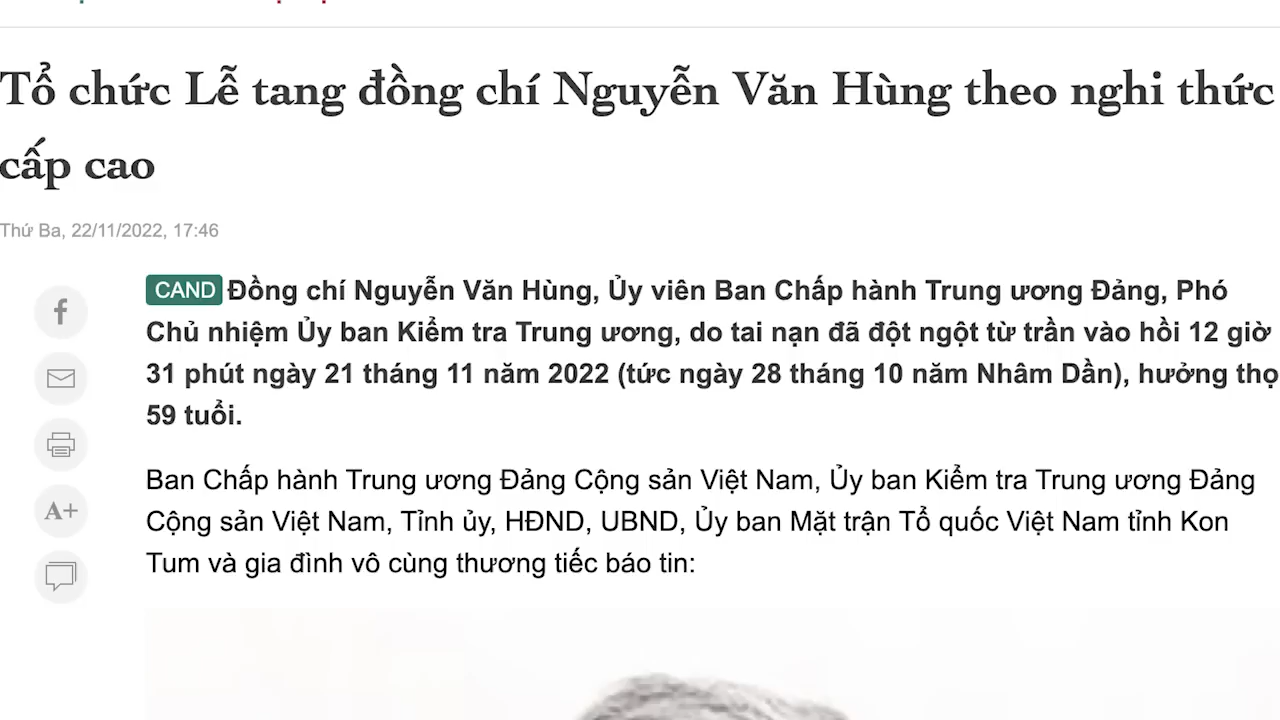 Tổ chức Lễ tang đồng chí Nguyễn Văn Hùng theo nghi thức
cấp cao
Thứ Ba, 22/11/2022, 17:46
CAND Đồng chí Nguyễn Văn Hùng, Ủy viên Ban Chấp hành Trung ương Đảng, Phó
Chủ nhiệm Ủy ban Kiểm tra Trung ương, do tai nạn đã đột ngột từ trần vào hồi 12 giờ
31 phút ngày 21 tháng 11 năm 2022 (tức ngày 28 tháng 10 năm Nhâm Dần), hưởng thọ
59 tuổi.
Ban Chấp hành Trung ương Đảng Cộng sản Việt Nam, Ủy ban Kiểm tra Trung ương Đảng
Cộng sản Việt Nam, Tỉnh ủy, HĐND, UBND, Ủy ban Mặt trận Tổ quốc Việt Nam tỉnh Kon
Tum và gia đình vô cùng thương tiếc báo tin:
A+